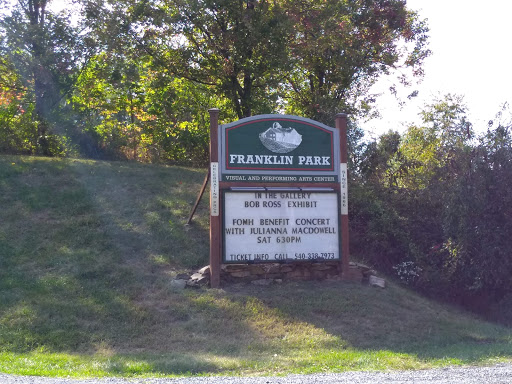 FRANKLIN PARK
VISUAL AND PERFORMING ARTS CENTER
IN THE GALLERY
BOB ROSS EXHIBIT
FOMH BENEFIT CONCERT
WITH JULIANNA MACDOWELL
SAT 630PM
TICKET INFO CALL 540-338-7973